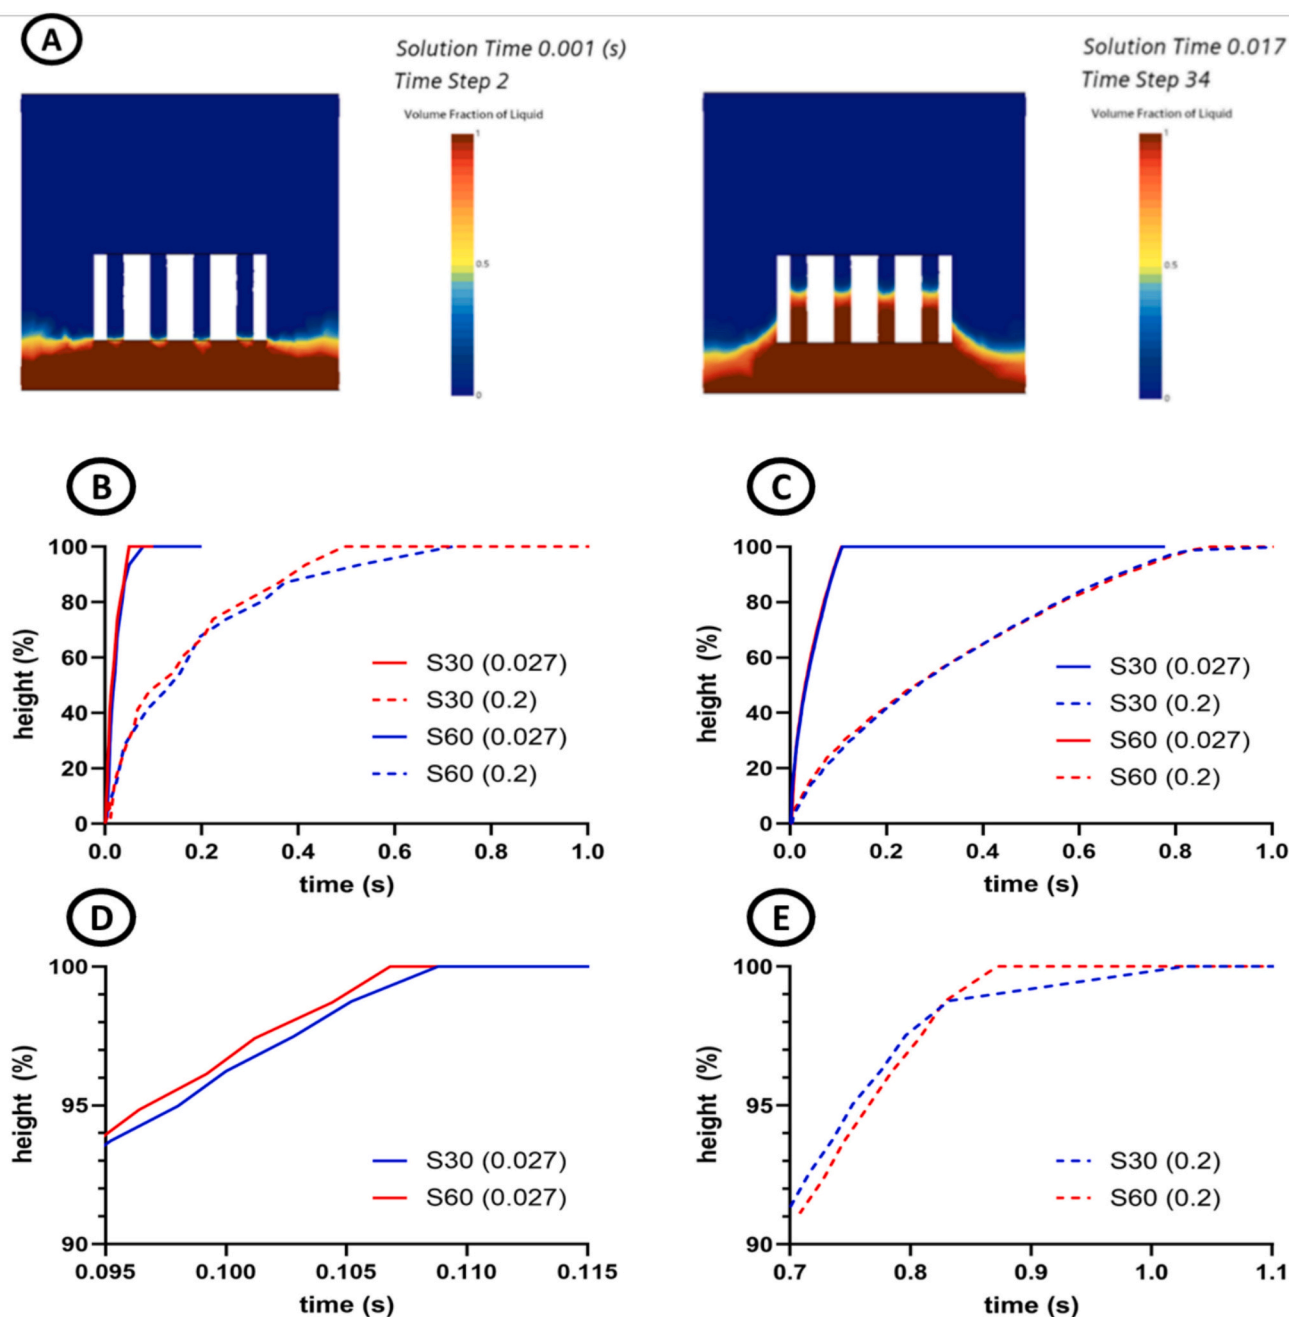 A
Solution Time 0.001 (s)
Time Step 2
Volume Fraction of Liquid
1
0.5
0
Solution Time 0.017
Time Step 34
Volume Fraction of Liquid
1
0.5
0
B
100
80
60
40
20
0
height (%)
0.0 0.2 0.4 0.6 0.8 1.0
time (s)
S30 (0.027)
S30 (0.2)
S60 (0.027)
S60 (0.2)
C
100
80
60
40
20
0
height (%)
0.0 0.2 0.4 0.6 0.8 1.0
time (s)
S30 (0.027)
S30 (0.2)
S60 (0.027)
S60 (0.2)
D
100
95
90
height (%)
0.095 0.100 0.105 0.110 0.115
time (s)
S30 (0.027)
S60 (0.027)
E
100
95
90
height (%)
0.7 0.8 0.9 1.0 1.1
time (s)
S30 (0.2)
S60 (0.2)